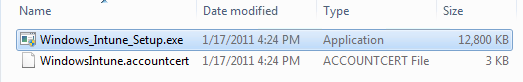 Name Date modified Type Size
Windows_Intune_Setup.exe 1/17/2011 4:24 PM Application 12,800 KB
WindowsIntune.accountcert 1/17/2011 4:24 PM ACCOUNTCERT File 3 KB